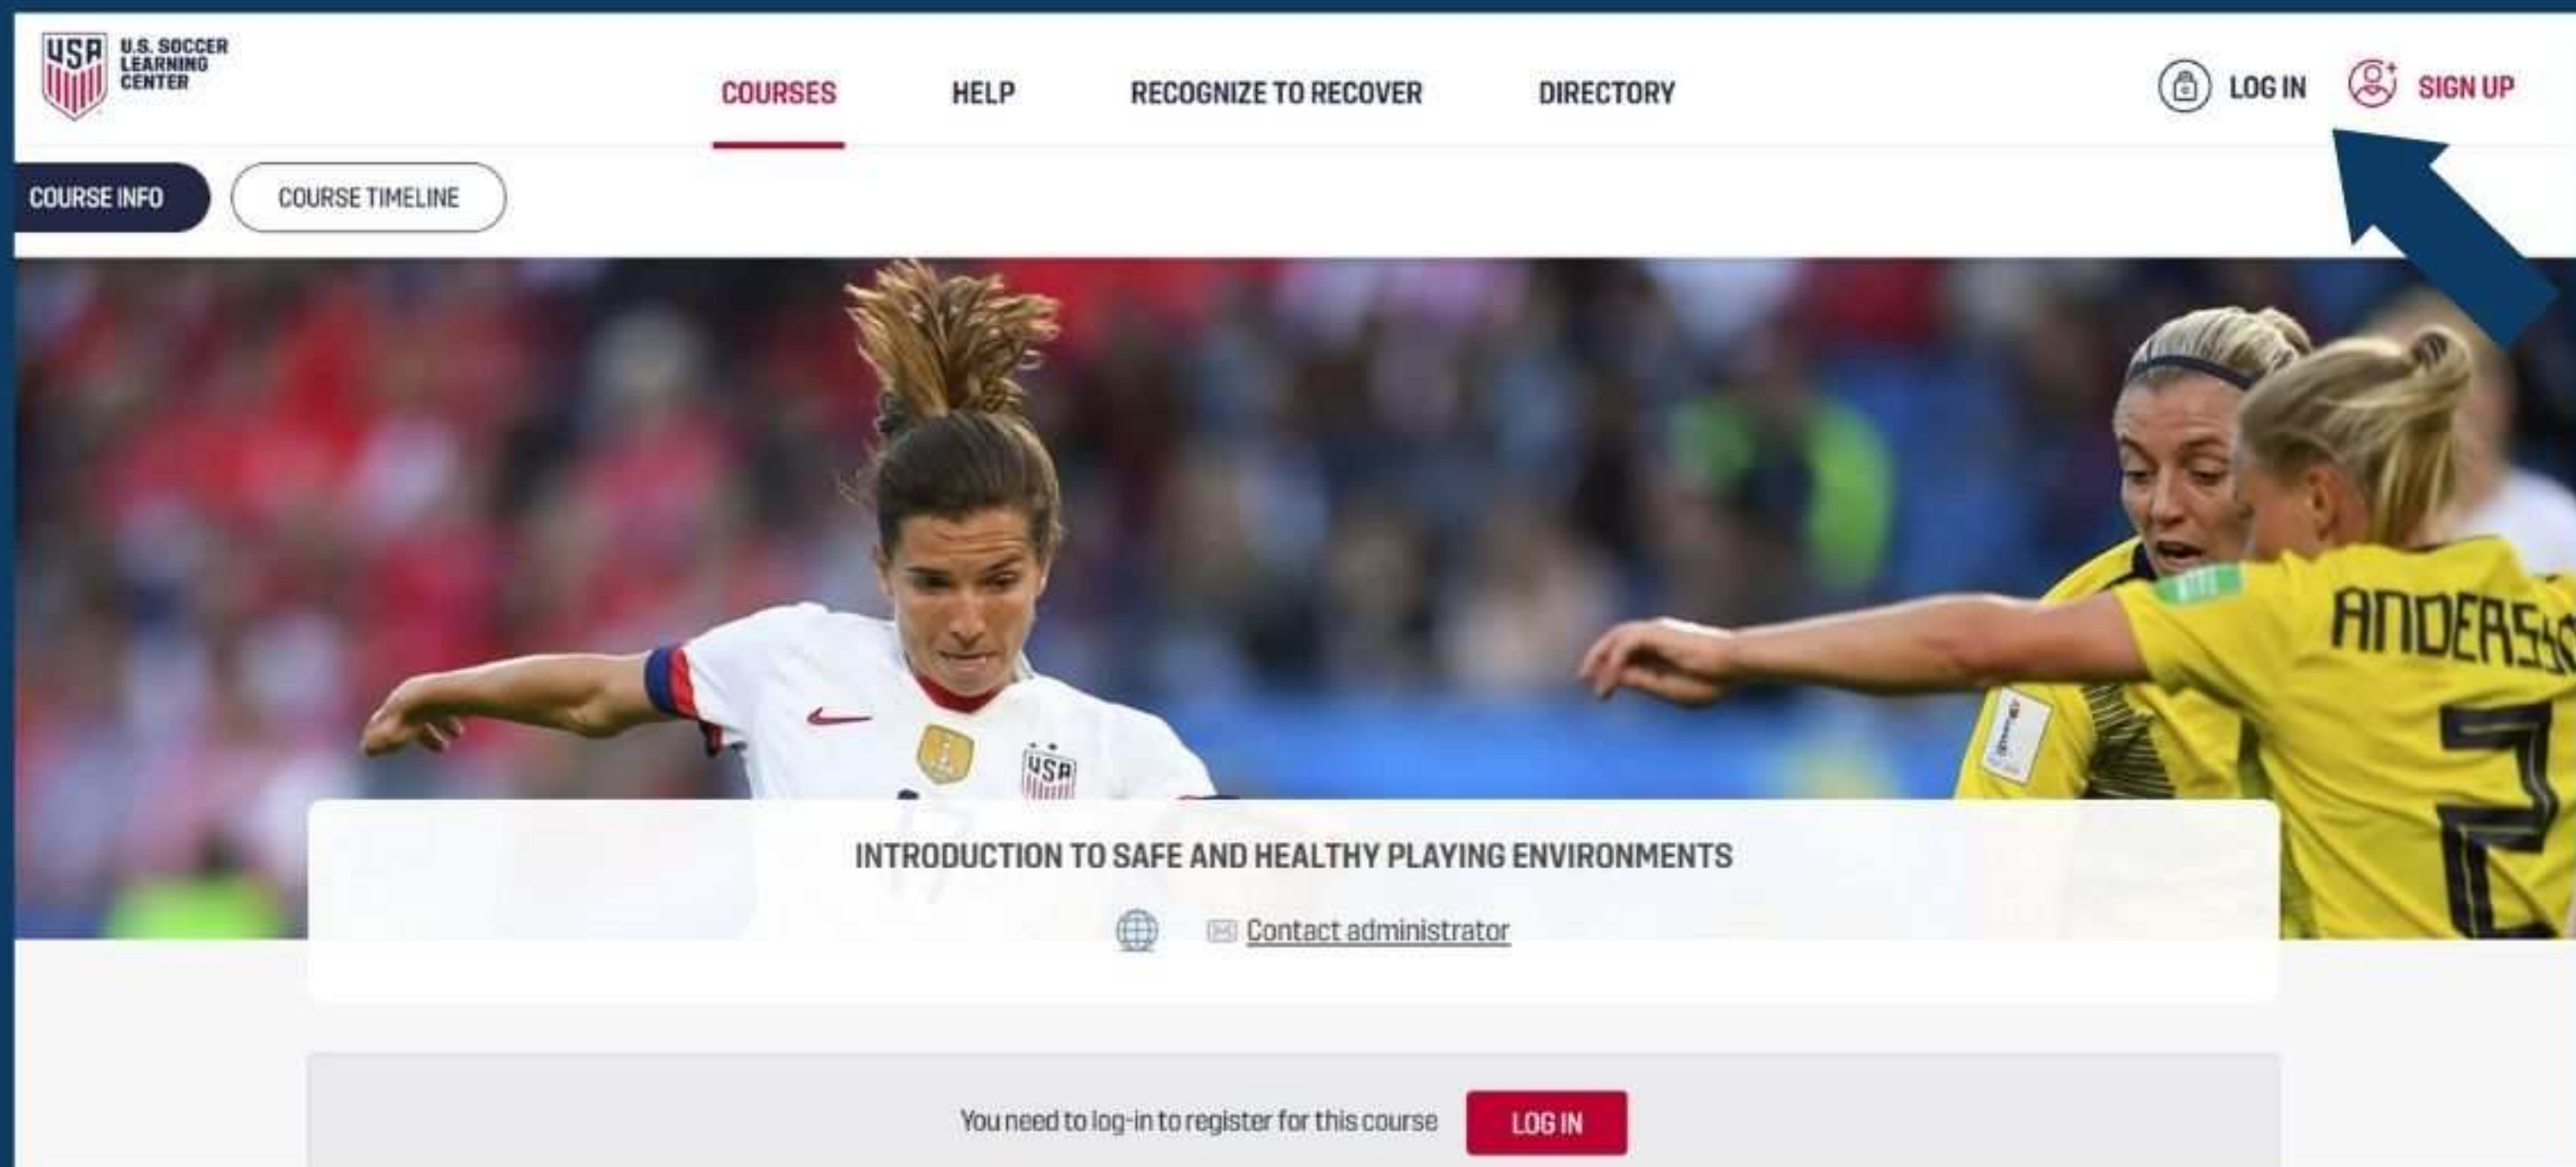 USA
U.S. SOCCER
LEARNING
CENTER
COURSES
HELP
RECOGNIZE TO RECOVER
DIRECTORY
LOG IN
SIGN UP
COURSE INFO
COURSE TIMELINE
USA
17
2
INTRODUCTION TO SAFE AND HEALTHY PLAYING ENVIRONMENTS
Contact administrator
You need to log-in to register for this course
LOG IN